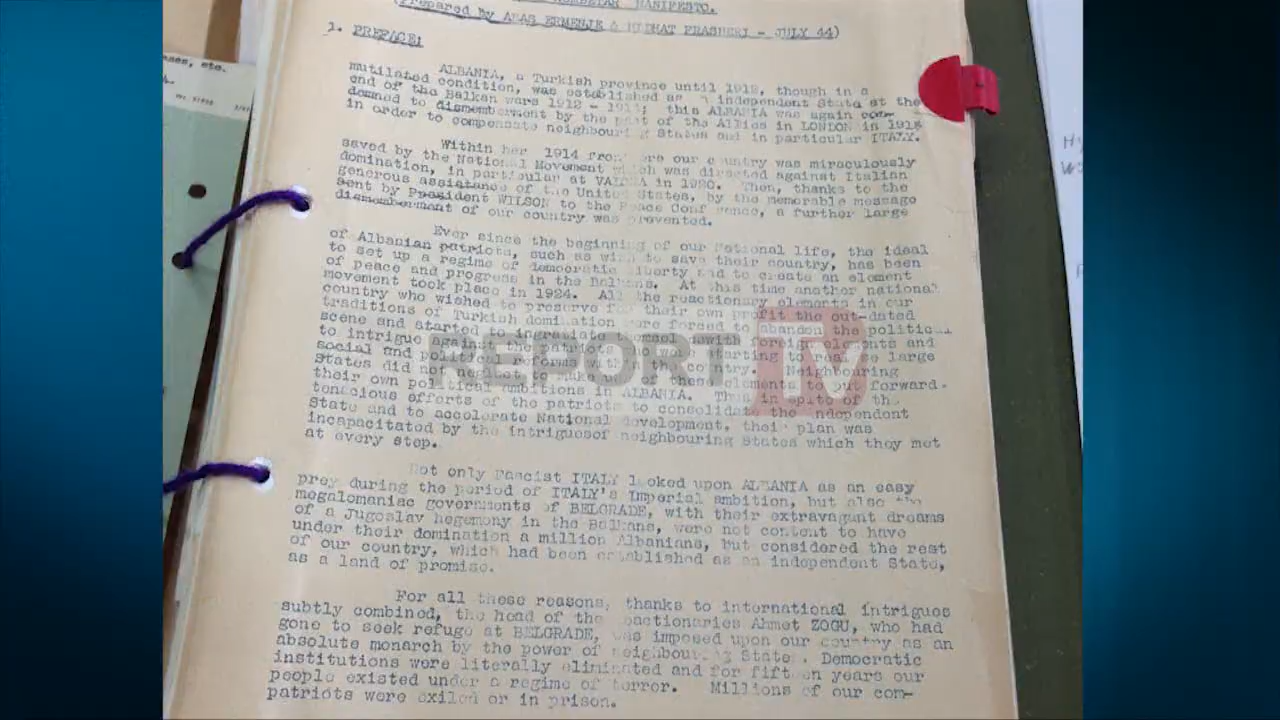 MANIFESTO.
(Prepared By ABAS ERMENJE & MIDHAT FRASHERI - JULY 44)
1. PREFACE:
ases, etc.
ALBANIA, a Turkish province until 1912, though in a
mutilated condition, was established as an independent State at the
end of the Balkan wars 1912 - 1913; this ALBANIA was again con-
demned to dismemberment by the pact of the Allies in LONDON in 1915
in order to compensate neighbouring States and in particular ITALY.
Within her 1914 frontiers our country was miraculously
saved by the National Movement which was directed against Italian
domination, in particular at VALONA in 1920. Then, thanks to the
generous assistance of the United States, by the memorable message
sent by President WILSON to the Peace Conference, a further large
dismemberment of our country was prevented.
Ever since the beginning of our National life, the ideal
of Albanian patriots, such as wish to save their country, has been
to set up a regime of democratic liberty and to create an element
of peace and progress in the Balkans. At this time another national
movement took place in 1924. All the reactionary elements in our
country who wished to preserve for their own profit the out-dated
traditions of Turkish domination were forced to abandon the political
scene and started to ingratiate themselves with foreign elements and
to intrigue against the patriots who were starting to realise large
social and political reforms within the country. Neighbouring
States did not neglect to make use of these elements to put forward
their own political ambitions in ALBANIA. Thus in spite of the
tenacious efforts of the patriots to consolidate the independent
State and to accelerate National development, their plan was
incapacitated by the intriguesof neighbouring States which they met
at every step.
Not only Fascist ITALY looked upon ALBANIA as an easy
prey during the period of ITALY's Imperial ambition, but also the
megalomaniac governments of BELGRADE, with their extravagant dreams
of a Jugoslav hegemony in the Balkans, were not content to have
under their domination a million Albanians, but considered the rest
of our country, which had been established as an independent State,
as a land of promise.
For all these reasons, thanks to international intrigues
subtly combined, the head of the reactionaries Ahmet ZOGU, who had
gone to seek refuge at BELGRADE, was imposed upon our country as an
absolute monarch by the power of neighbouring States. Democratic
institutions were literally eliminated and for fifteen years our
people existed under a regime of terror. Millions of our com-
patriots were exiled or in prison.
REPORT TV